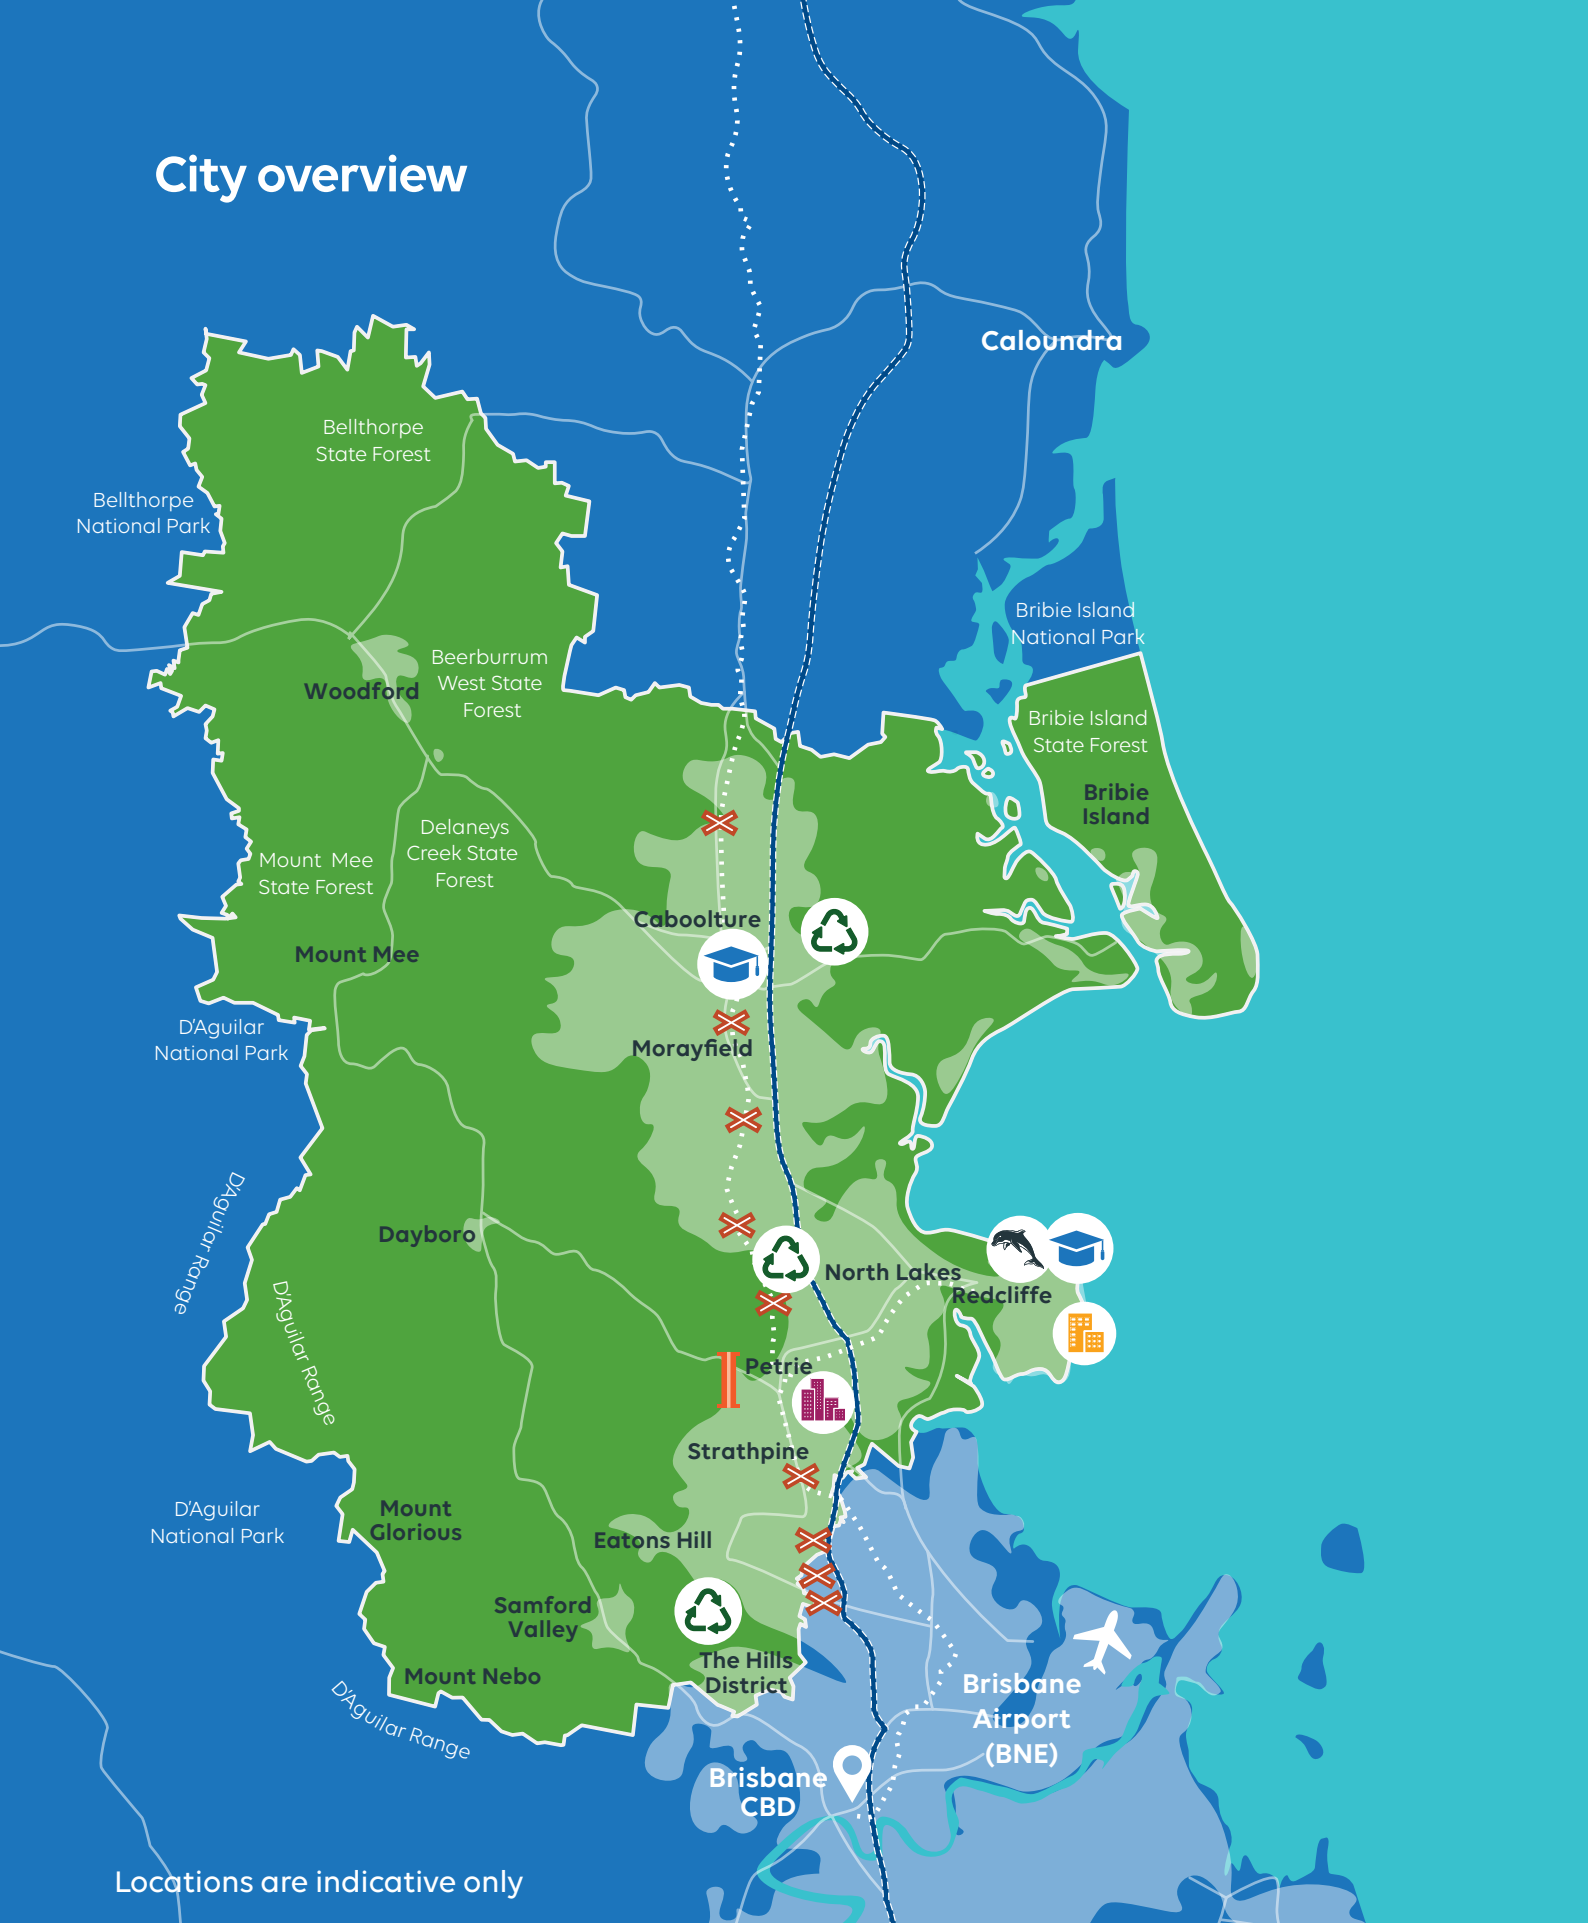 City overview
Caloundra
Bellthorpe
State Forest
Bellthorpe
National Park
Bribie Island
National Park
Beerburrum
West State
Forest
Woodford
Bribie Island
State Forest
Bribie
Island
Delaneys
Creek State
Forest
Mount  Mee
State Forest
Caboolture
Mount Mee
D'Aguilar
National Park
Morayfield
D'Aguilar Range
Dayboro
North Lakes
Redcliffe
D'Aguilar Range
Petrie
Strathpine
D'Aguilar
National Park
Mount
Glorious
Eatons Hill
Samford
Valley
The Hills
District
Mount Nebo
D'Aguilar Range
Brisbane
Airport
(BNE)
Brisbane
CBD
Locations are indicative only